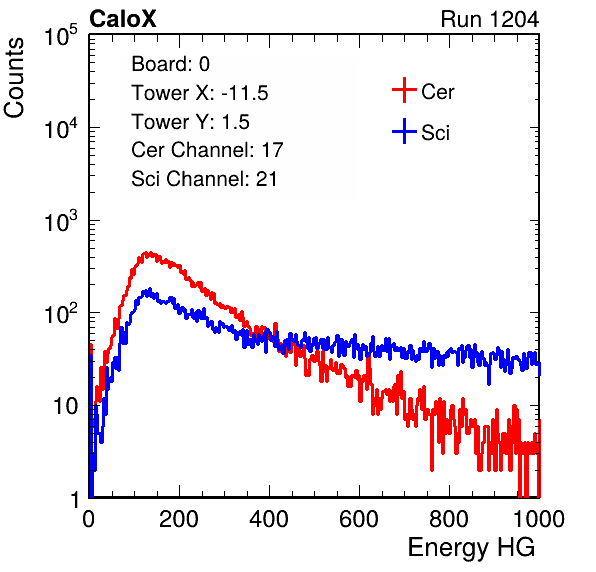 CaloX Run 1204
Counts
10^5
10^4
10^3
10^2
10
1
Board: 0
Tower X: -11.5
Tower Y: 1.5
Cer Channel: 17
Sci Channel: 21
Cer
Sci
0 200 400 600 800 1000
Energy HG